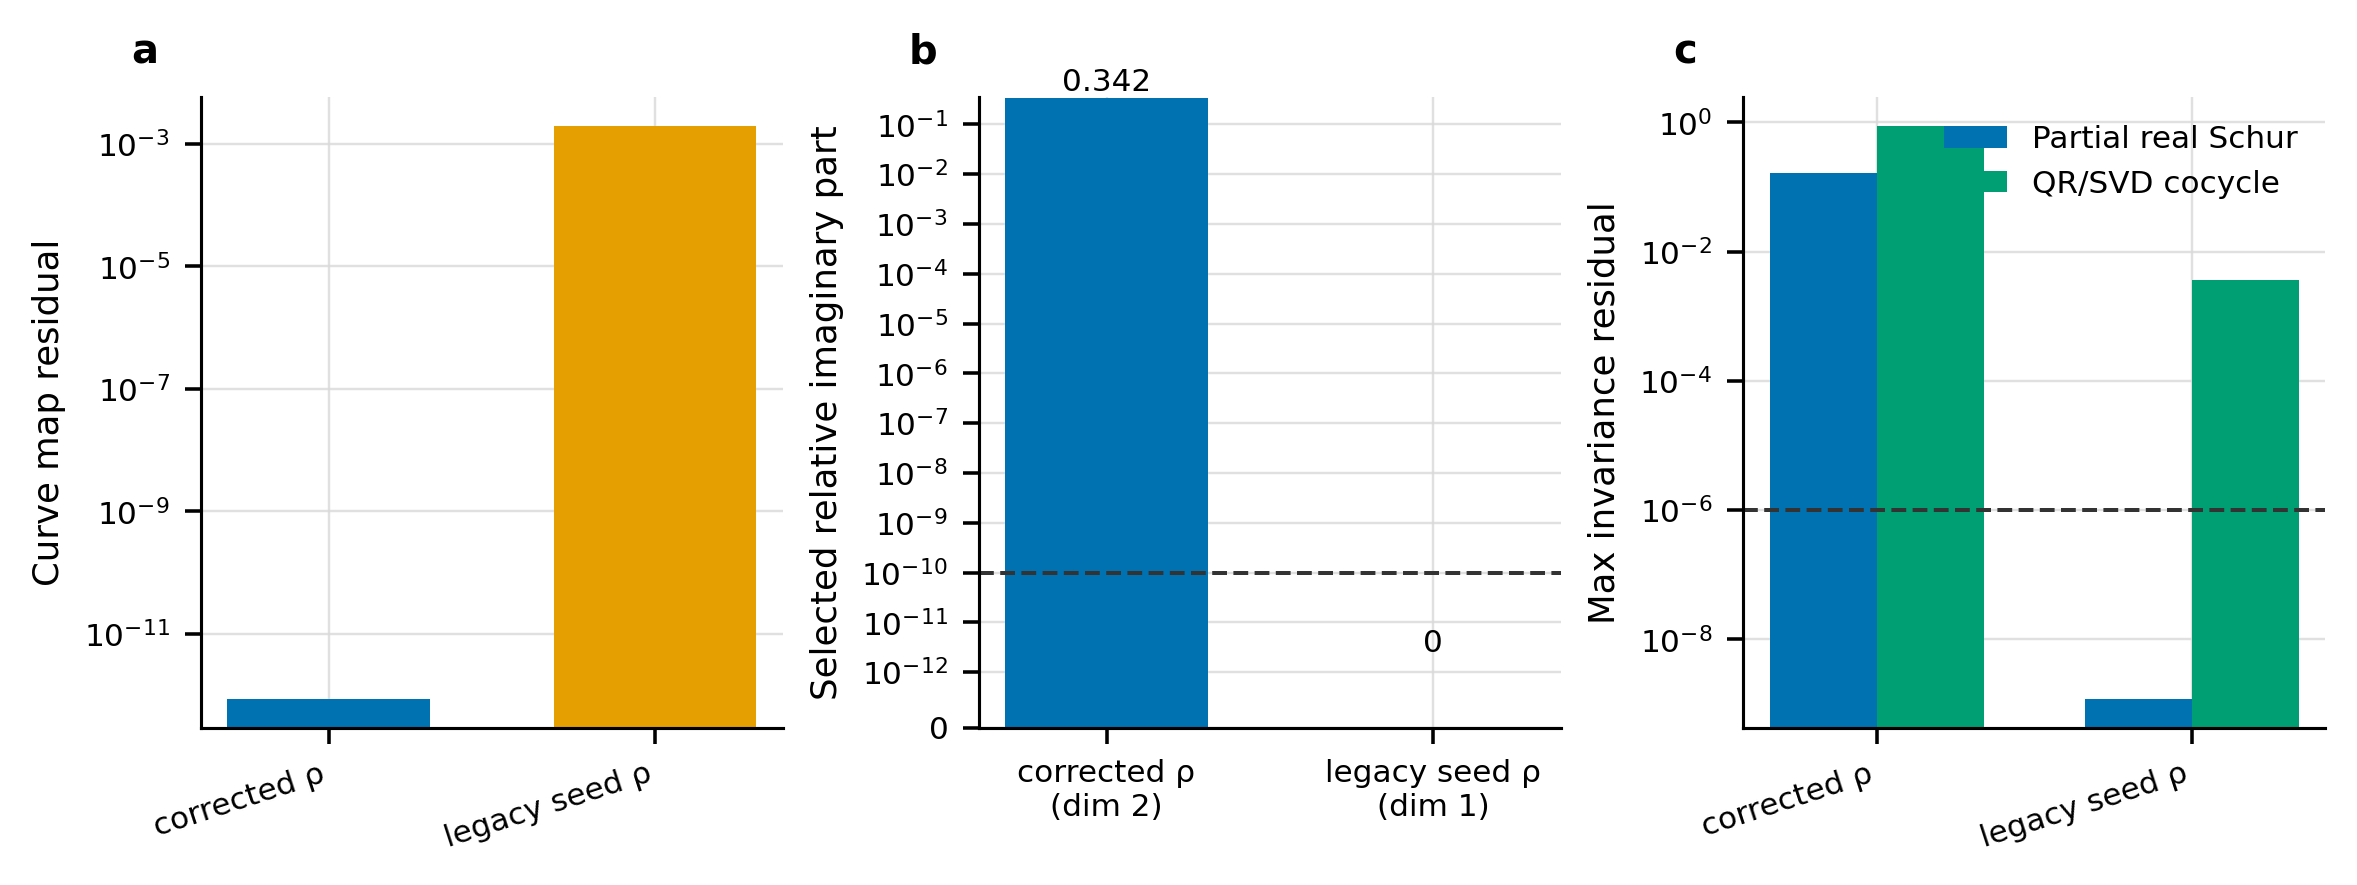 a
Curve map residual
10⁻³
10⁻⁵
10⁻⁷
10⁻⁹
10⁻¹¹
corrected ρ
legacy seed ρ
b
Selected relative imaginary part
0.342
10⁻¹
10⁻²
10⁻³
10⁻⁴
10⁻⁵
10⁻⁶
10⁻⁷
10⁻⁸
10⁻⁹
10⁻¹⁰
10⁻¹¹
10⁻¹²
0
0
corrected ρ
(dim 2)
legacy seed ρ
(dim 1)
c
Max invariance residual
10⁰
10⁻²
10⁻⁴
10⁻⁶
10⁻⁸
Partial real Schur
QR/SVD cocycle
corrected ρ
legacy seed ρ